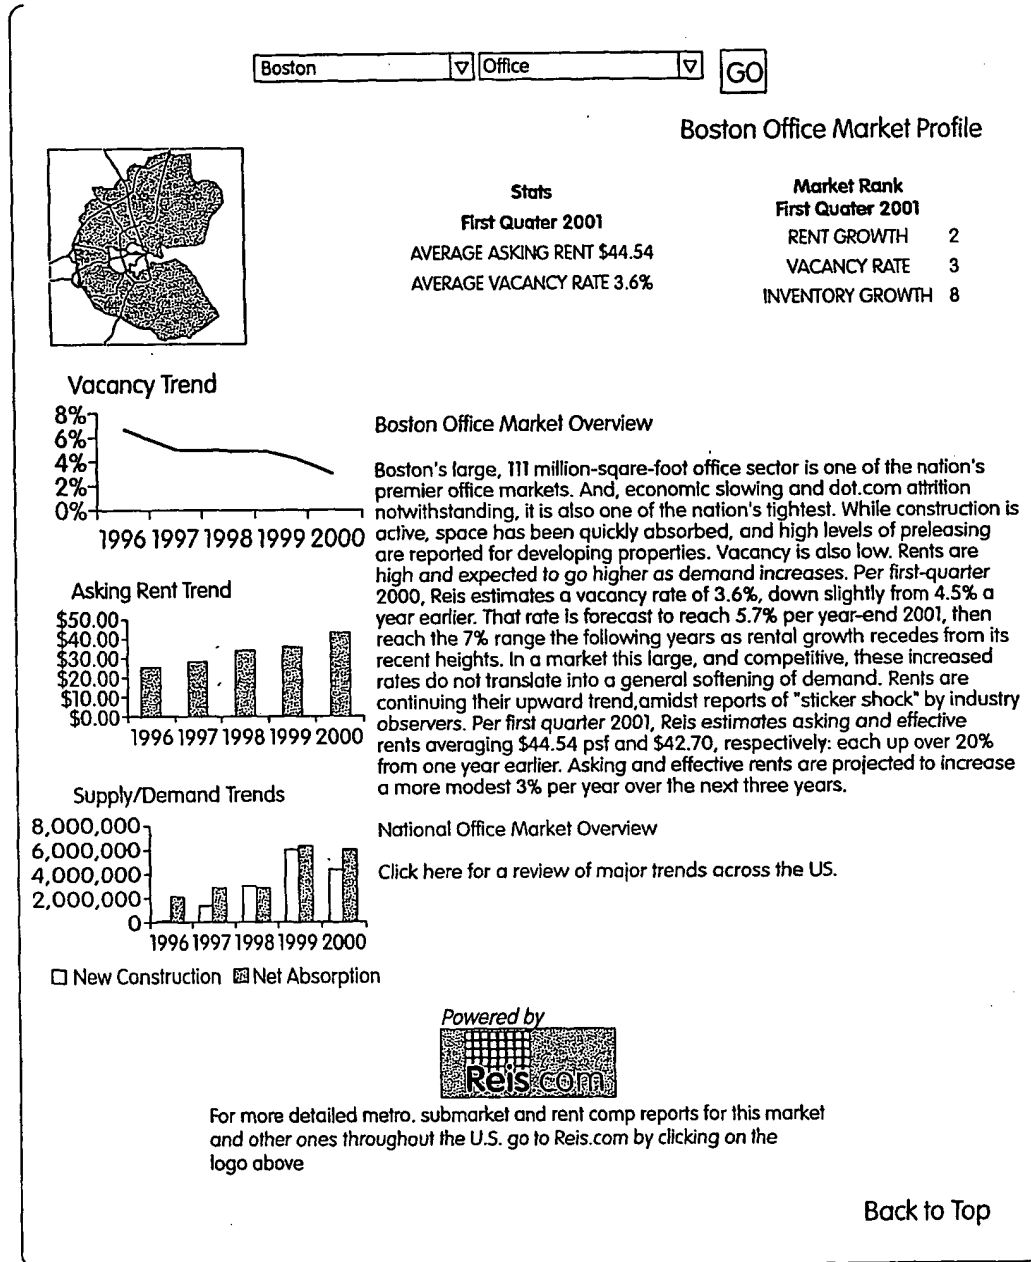 Boston Office GO
Boston Office Market Profile
Stats
First Quater 2001
AVERAGE ASKING RENT $44.54
AVERAGE VACANCY RATE 3.6%
Market Rank
First Quater 2001
RENT GROWTH 2
VACANCY RATE 3
INVENTORY GROWTH 8
Vacancy Trend
8%
6%
4%
2%
0%
1996 1997 1998 1999 2000
Asking Rent Trend
$50.00
$40.00
$30.00
$20.00
$10.00
$0.00
1996 1997 1998 1999 2000
Supply/Demand Trends
8,000,000
6,000,000
4,000,000
2,000,000
0
1996 1997 1998 1999 2000
New Construction Net Absorption
Boston Office Market Overview
Boston's large, 111 million-sqare-foot office sector is one of the nation's
premier office markets. And, economic slowing and dot.com attrition
notwithstanding, it is also one of the nation's tightest. While construction is
active, space has been quickly absorbed, and high levels of preleasing
are reported for developing properties. Vacancy is also low. Rents are
high and expected to go higher as demand increases. Per first-quarter
2000, Reis estimates a vacancy rate of 3.6%, down slightly from 4.5% a
year earlier. That rate is forecast to reach 5.7% per year-end 2001, then
reach the 7% range the following years as rental growth recedes from its
recent heights. In a market this large, and competitive, these increased
rates do not translate into a general softening of demand. Rents are
continuing their upward trend,amidst reports of "sticker shock" by industry
observers. Per first quarter 2001, Reis estimates asking and effective
rents averaging $44.54 psf and $42.70, respectively: each up over 20%
from one year earlier. Asking and effective rents are projected to increase
a more modest 3% per year over the next three years.
National Office Market Overview
Click here for a review of major trends across the US.
Powered by
Reis.com
For more detailed metro. submarket and rent comp reports for this market
and other ones throughout the U.S. go to Reis.com by clicking on the
logo above
Back to Top